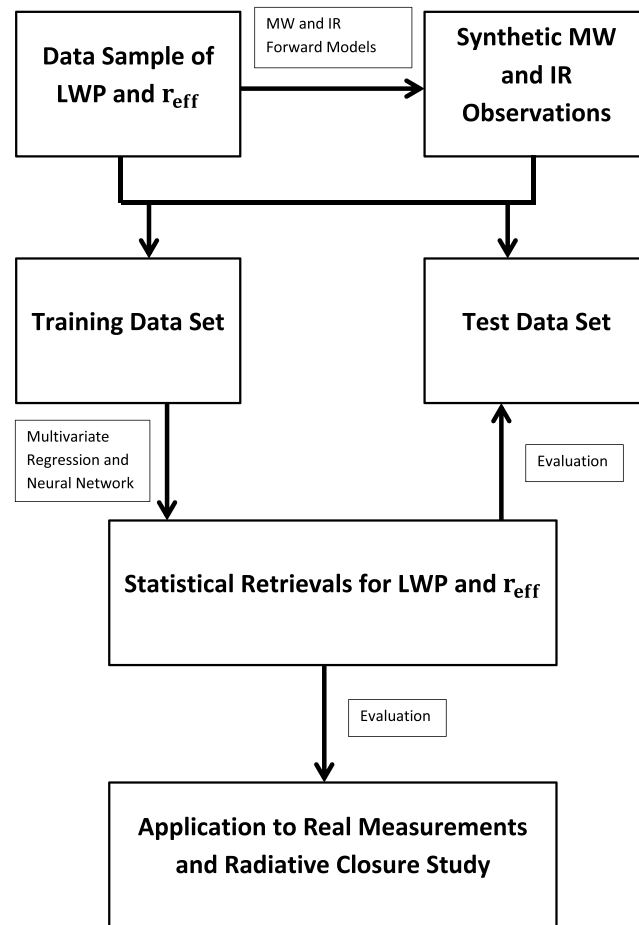 Data Sample of
LWP and r_eff
MW and IR
Forward Models
Synthetic MW
and IR
Observations
Training Data Set
Test Data Set
Multivariate
Regression and
Neural Network
Evaluation
Statistical Retrievals for LWP and r_eff
Evaluation
Application to Real Measurements
and Radiative Closure Study